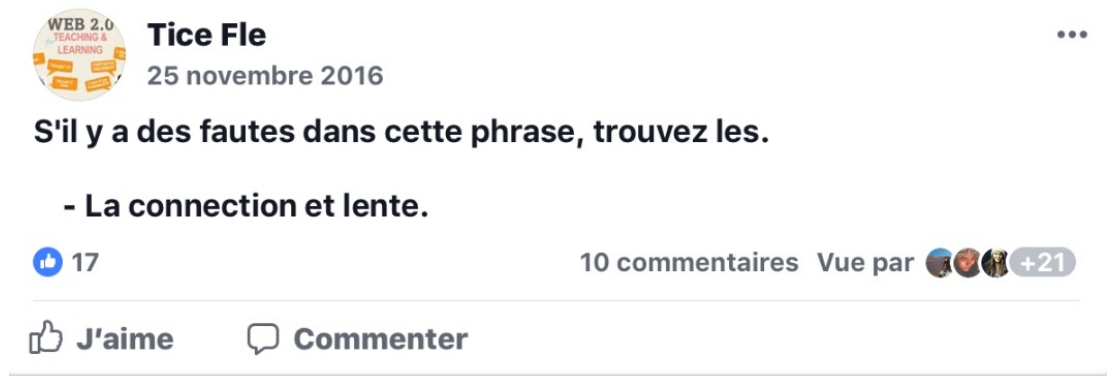 WEB 2.0
for TEACHING &
LEARNING
Tice Fle
25 novembre 2016
S'il y a des fautes dans cette phrase, trouvez les.
- La connection et lente.
17
10 commentaires Vue par +21
J'aime
Commenter